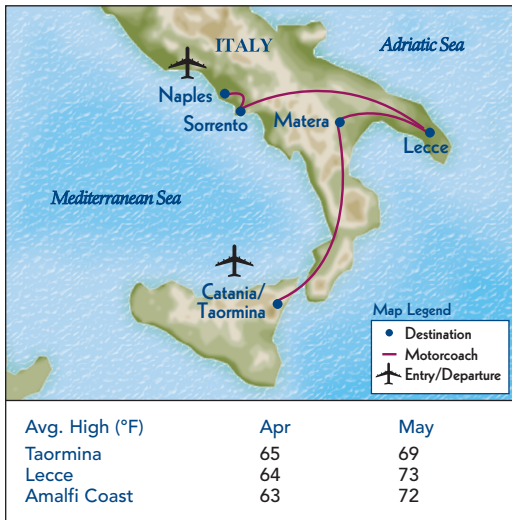 ITALY
Adriatic Sea
Naples
Sorrento
Matera
Lecce
Mediterranean Sea
Catania/
Taormina
Map Legend
Destination
Motorcoach
Entry/Departure
Avg. High (°F) Apr May
Taormina 65 69
Lecce 64 73
Amalfi Coast 63 72